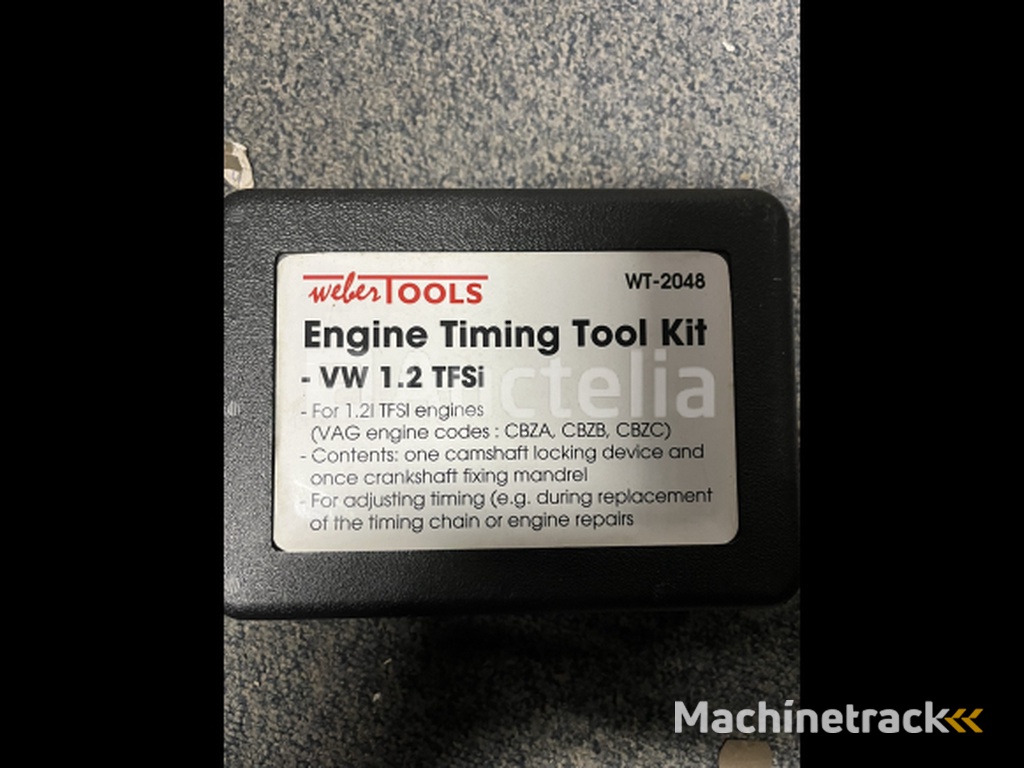 weber TOOLS
WT-2048
Engine Timing Tool Kit
- VW 1.2 TFSi
- For 1.2l TFSI engines
(VAG engine codes : CBZA, CBZB, CBZC)
- Contents: one camshaft locking device and
once crankshaft fixing mandrel
- For adjusting timing (e.g. during replacement
of the timing chain or engine repairs
Auctelia
Machinetrack